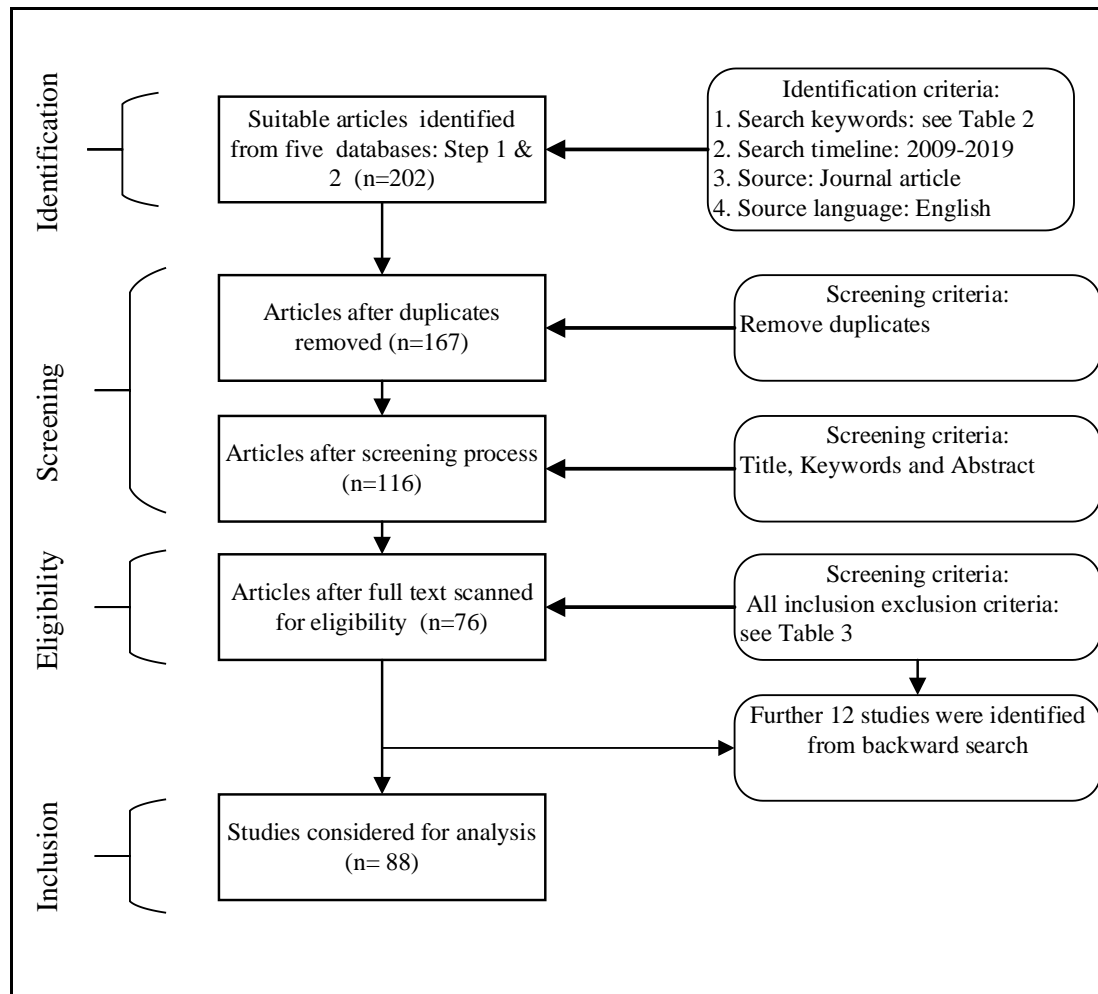 Identification
Suitable articles identified
from five databases: Step 1 &
2 (n=202)
Identification criteria:
1. Search keywords: see Table 2
2. Search timeline: 2009-2019
3. Source: Journal article
4. Source language: English
Screening
Articles after duplicates
removed (n=167)
Screening criteria:
Remove duplicates
Articles after screening process
(n=116)
Screening criteria:
Title, Keywords and Abstract
Eligibility
Articles after full text scanned
for eligibility (n=76)
Screening criteria:
All inclusion exclusion criteria:
see Table 3
Further 12 studies were identified
from backward search
Inclusion
Studies considered for analysis
(n= 88)